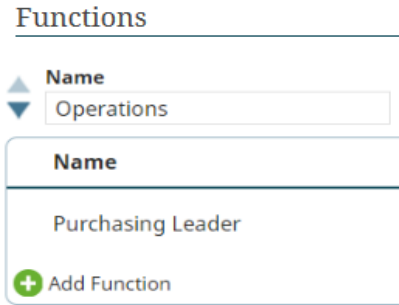 Functions
Name
Operations
Name
Purchasing Leader
Add Function